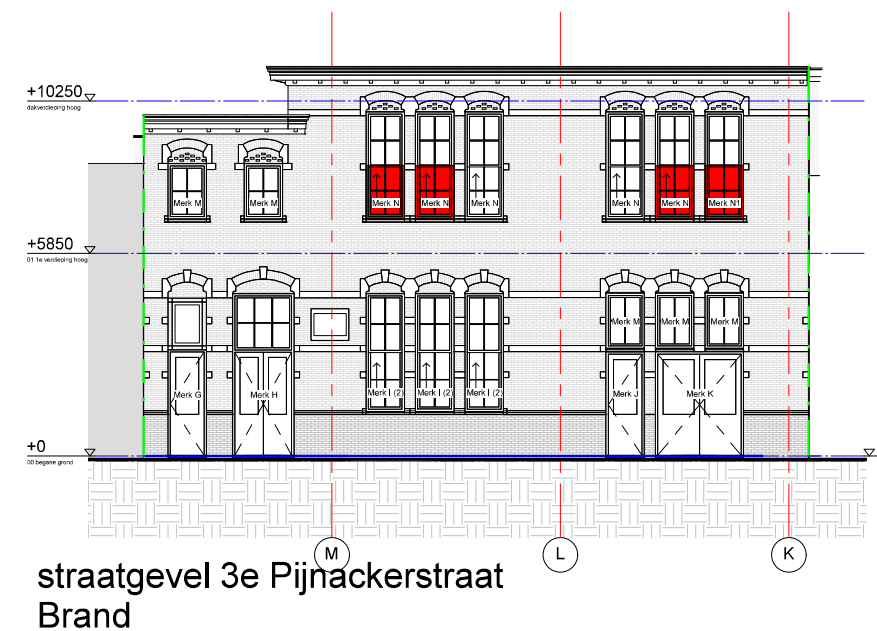 +10250
dakverdieping hoog
Merk M
Merk M
Merk N
Merk N
Merk N
Merk N
Merk N
Merk N1
+5850
01 1e verdieping hoog
Merk M
Merk M
Merk M
Merk G
Merk H
Merk I (2)
Merk I (2)
Merk I (2)
Merk J
Merk K
+0
00 begane grond
M
L
K
straatgevel 3e Pijnackerstraat
Brand